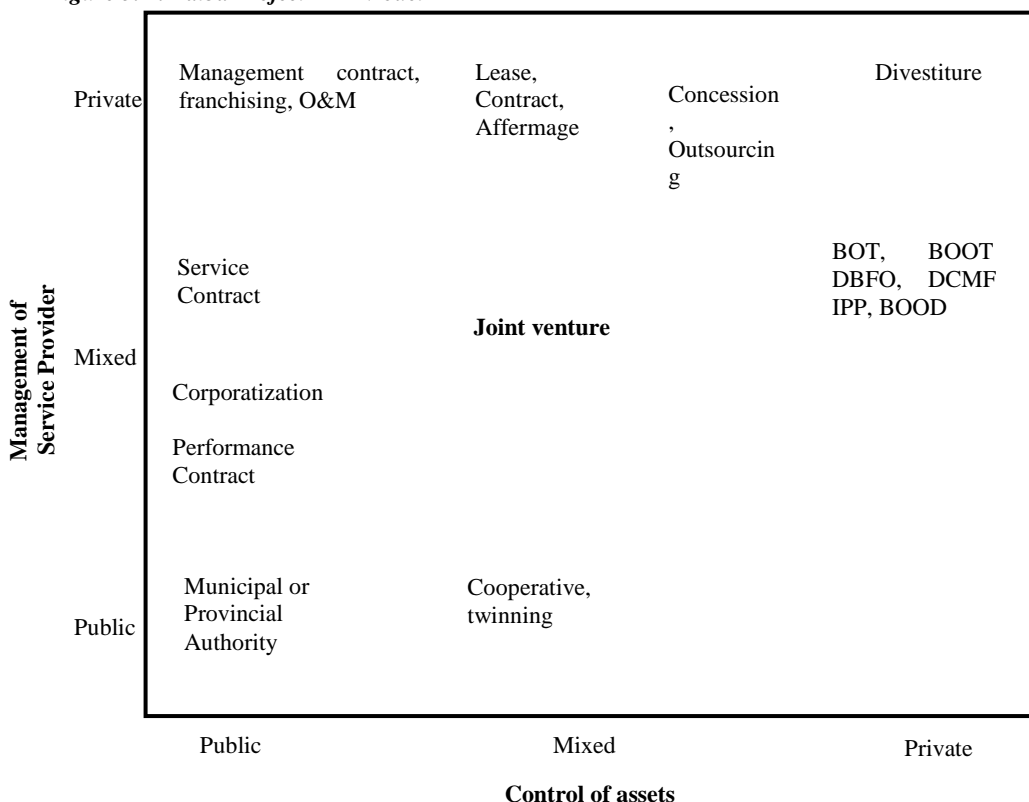 Management contract,
franchising, O&M
Lease,
Contract,
Affermage
Concession
,
Outsourcin
g
Divestiture
Private
Service
Contract
BOT, BOOT
DBFO, DCMF
IPP, BOOD
Joint venture
Mixed
Management of
Service Provider
Corporatization
Performance
Contract
Municipal or
Provincial
Authority
Cooperative,
twinning
Public
Public
Mixed
Private
Control of assets